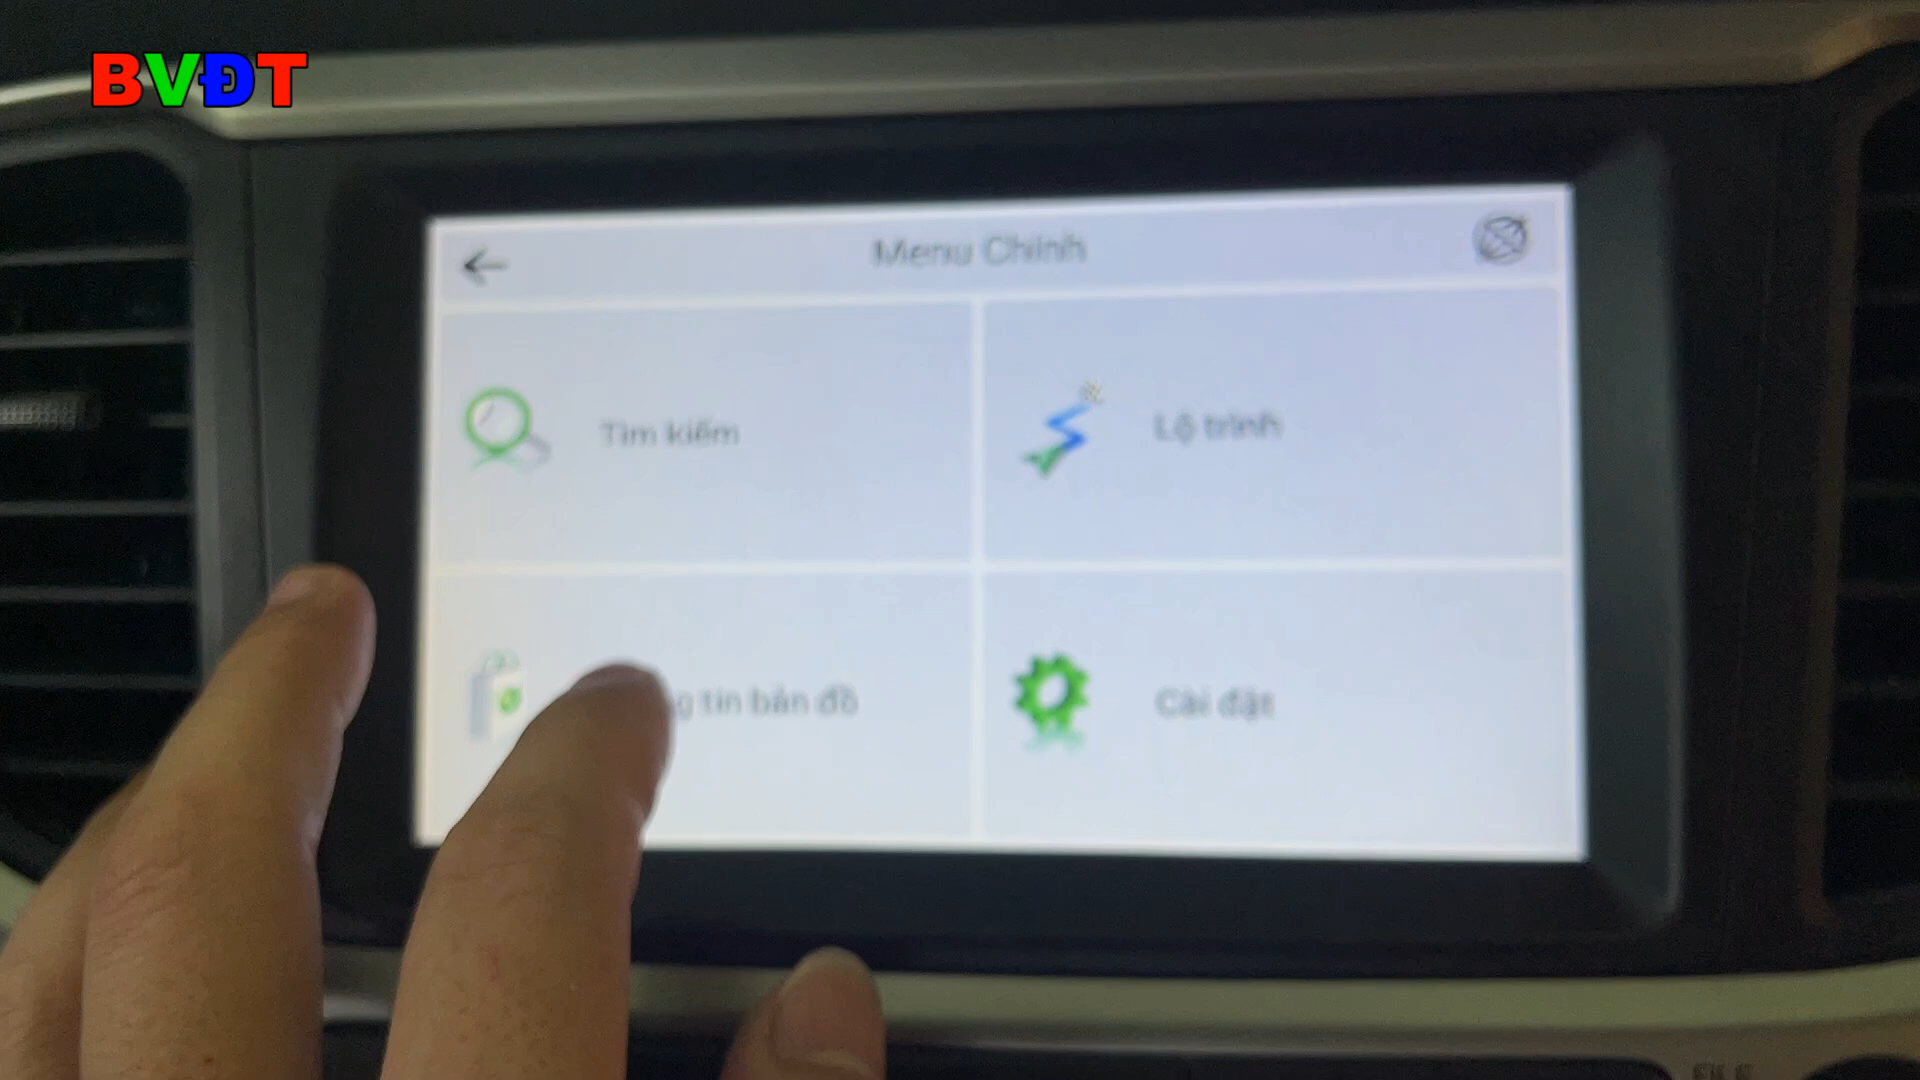 BVĐT
Menu Chính
Tìm kiếm
Lộ trình
g tin bản đồ
Cài đặt